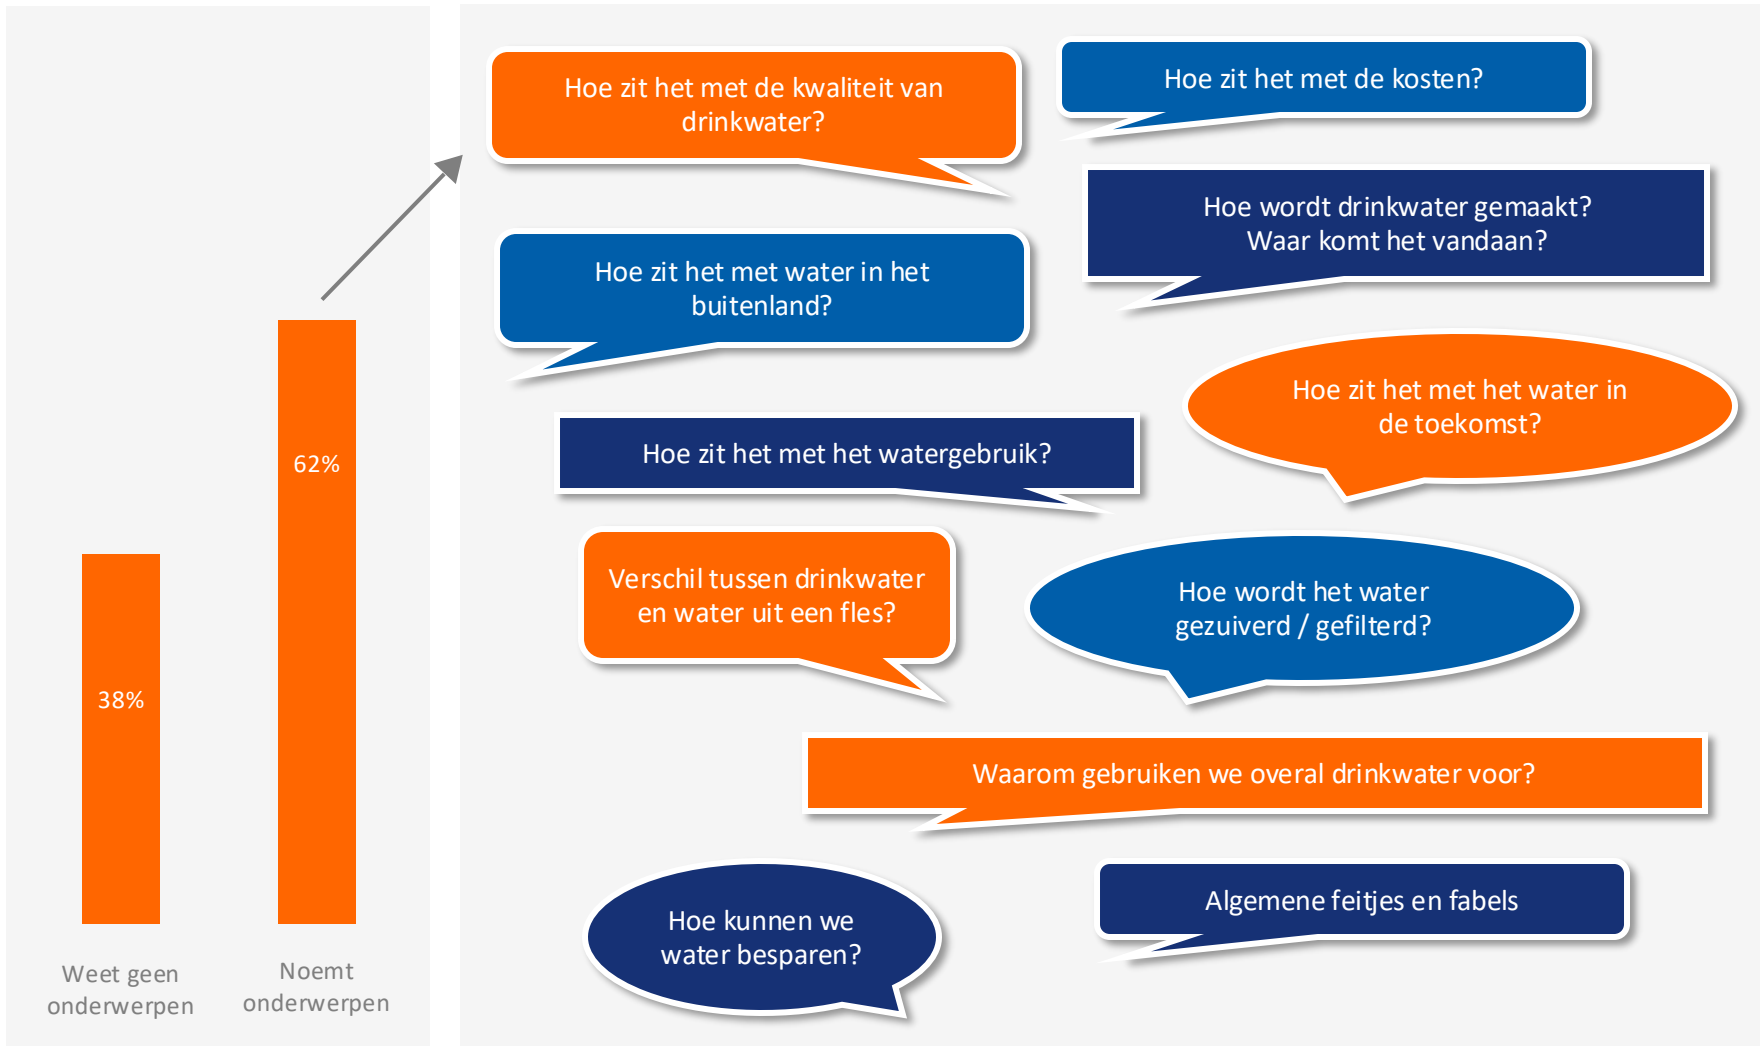 62%
38%
Weet geen
onderwerpen
Noemt
onderwerpen
Hoe zit het met de kwaliteit van
drinkwater?
Hoe zit het met de kosten?
Hoe wordt drinkwater gemaakt?
Waar komt het vandaan?
Hoe zit het met water in het
buitenland?
Hoe zit het met het water in
de toekomst?
Hoe zit het met het watergebruik?
Verschil tussen drinkwater
en water uit een fles?
Hoe wordt het water
gezuiverd / gefilterd?
Waarom gebruiken we overal drinkwater voor?
Hoe kunnen we
water besparen?
Algemene feitjes en fabels